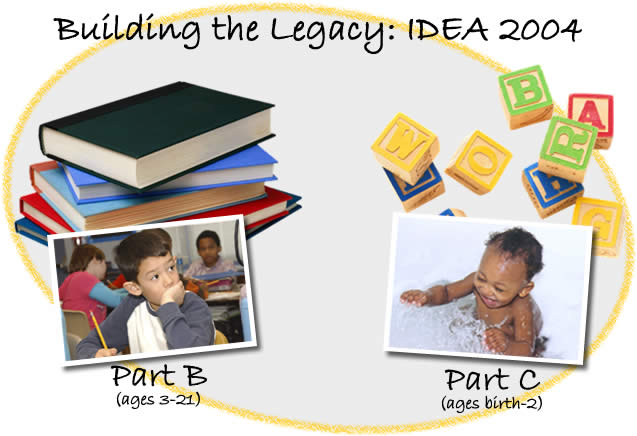 Building the Legacy: IDEA 2004
B
A
W
O
R
C
Part B
(ages 3-21)
Part C
(ages birth-2)